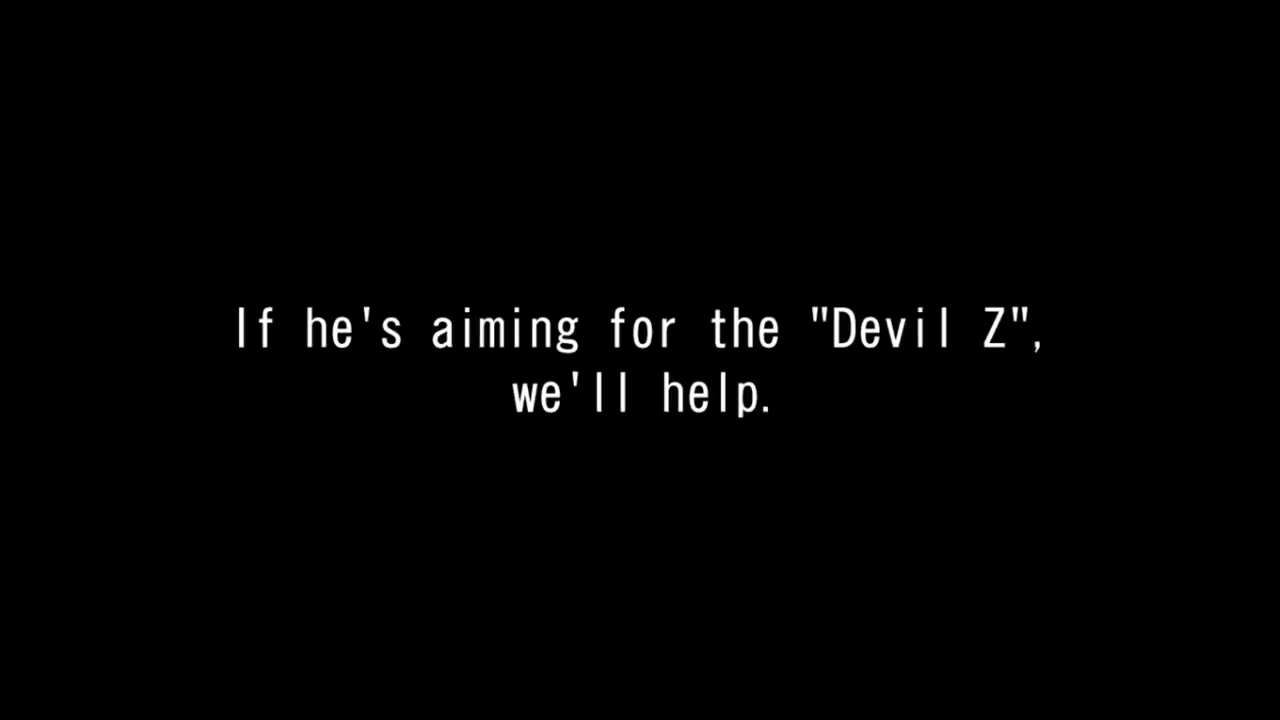 If he's aiming for the "Devil Z",
we'll help.